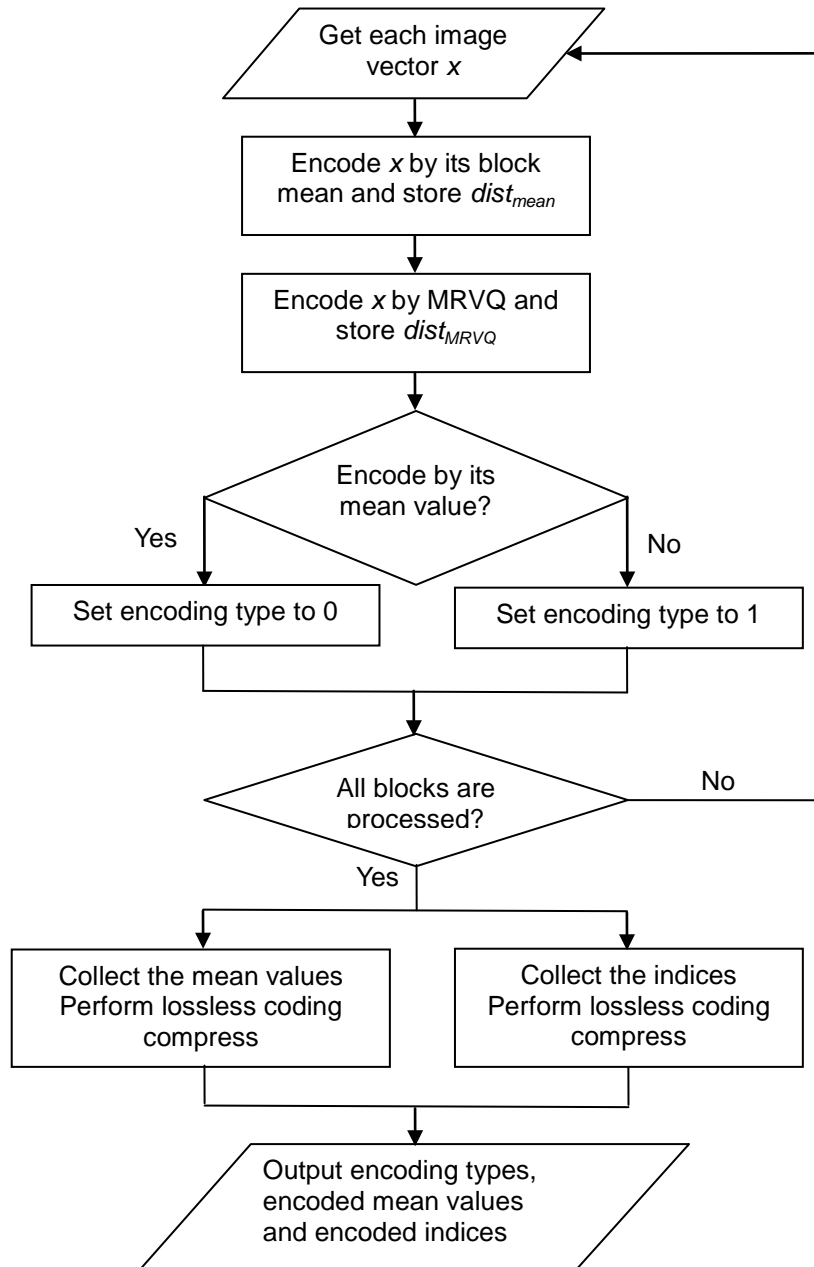 Get each image
vector x
Encode x by its block
mean and store dist_mean
Encode x by MRVQ and
store dist_MRVQ
Encode by its
mean value?
Yes
No
Set encoding type to 0
Set encoding type to 1
All blocks are
processed?
No
Yes
Collect the mean values
Perform lossless coding
compress
Collect the indices
Perform lossless coding
compress
Output encoding types,
encoded mean values
and encoded indices